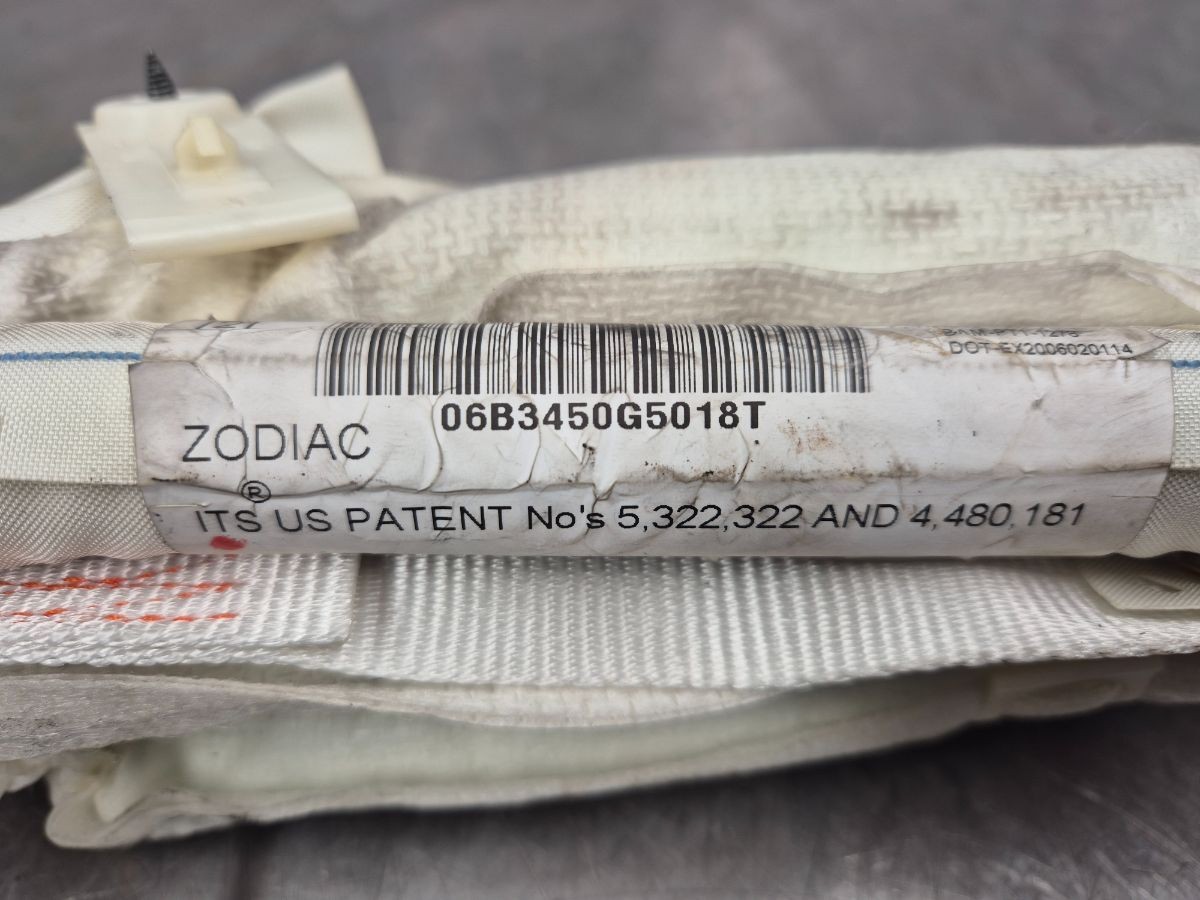 06B3450G5018T
DOT-EX2006020114
ZODIAC
®
ITS US PATENT No's 5,322,322 AND 4,480,181